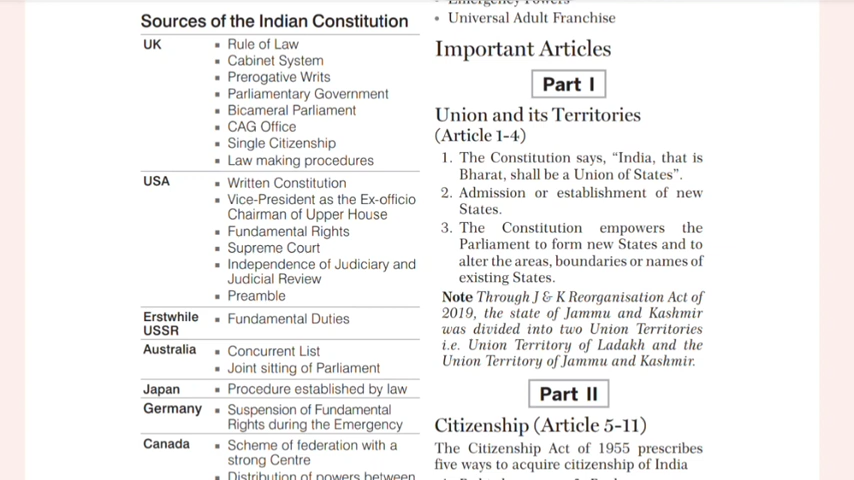 Sources of the Indian Constitution
UK
▪ Rule of Law
▪ Cabinet System
▪ Prerogative Writs
▪ Parliamentary Government
▪ Bicameral Parliament
▪ CAG Office
▪ Single Citizenship
▪ Law making procedures
USA
▪ Written Constitution
▪ Vice-President as the Ex-officio
Chairman of Upper House
▪ Fundamental Rights
▪ Supreme Court
▪ Independence of Judiciary and
Judicial Review
▪ Preamble
Erstwhile
USSR
▪ Fundamental Duties
Australia
▪ Concurrent List
▪ Joint sitting of Parliament
Japan
▪ Procedure established by law
Germany
▪ Suspension of Fundamental
Rights during the Emergency
Canada
▪ Scheme of federation with a
strong Centre
▪ Distribution of powers between
Emergency Powers
• Universal Adult Franchise
Important Articles
Part I
Union and its Territories
(Article 1-4)
1. The Constitution says, “India, that is
Bharat, shall be a Union of States”.
2. Admission or establishment of new
States.
3. The Constitution empowers the
Parliament to form new States and to
alter the areas, boundaries or names of
existing States.
Note Through J & K Reorganisation Act of
2019, the state of Jammu and Kashmir
was divided into two Union Territories
i.e. Union Territory of Ladakh and the
Union Territory of Jammu and Kashmir.
Part II
Citizenship (Article 5-11)
The Citizenship Act of 1955 prescribes
five ways to acquire citizenship of India